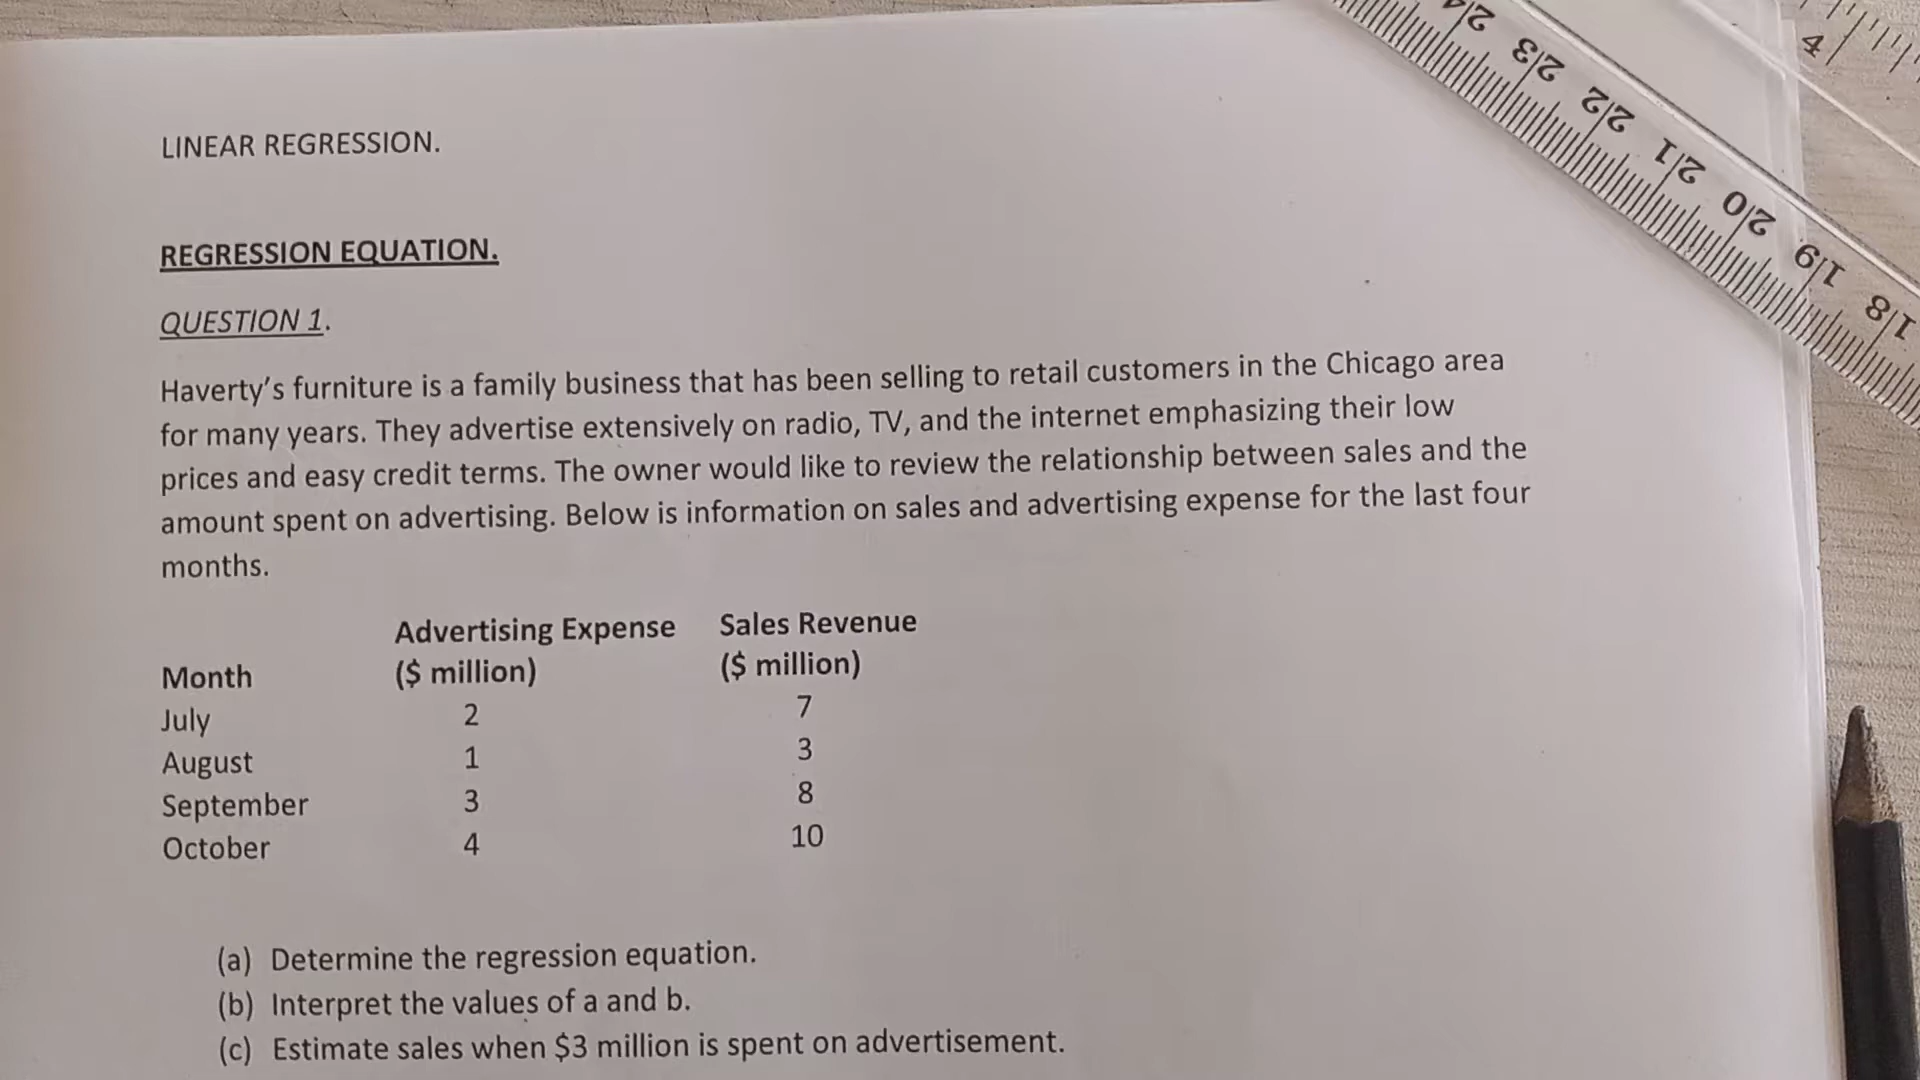 LINEAR REGRESSION.
REGRESSION EQUATION.
QUESTION 1.
Haverty's furniture is a family business that has been selling to retail customers in the Chicago area
for many years. They advertise extensively on radio, TV, and the internet emphasizing their low
prices and easy credit terms. The owner would like to review the relationship between sales and the
amount spent on advertising. Below is information on sales and advertising expense for the last four
months.
Advertising Expense Sales Revenue
Month ($ million) ($ million)
July 2 7
August 1 3
September 3 8
October 4 10
(a) Determine the regression equation.
(b) Interpret the values of a and b.
(c) Estimate sales when $3 million is spent on advertisement.
24 23 22 21 20 19 18
4